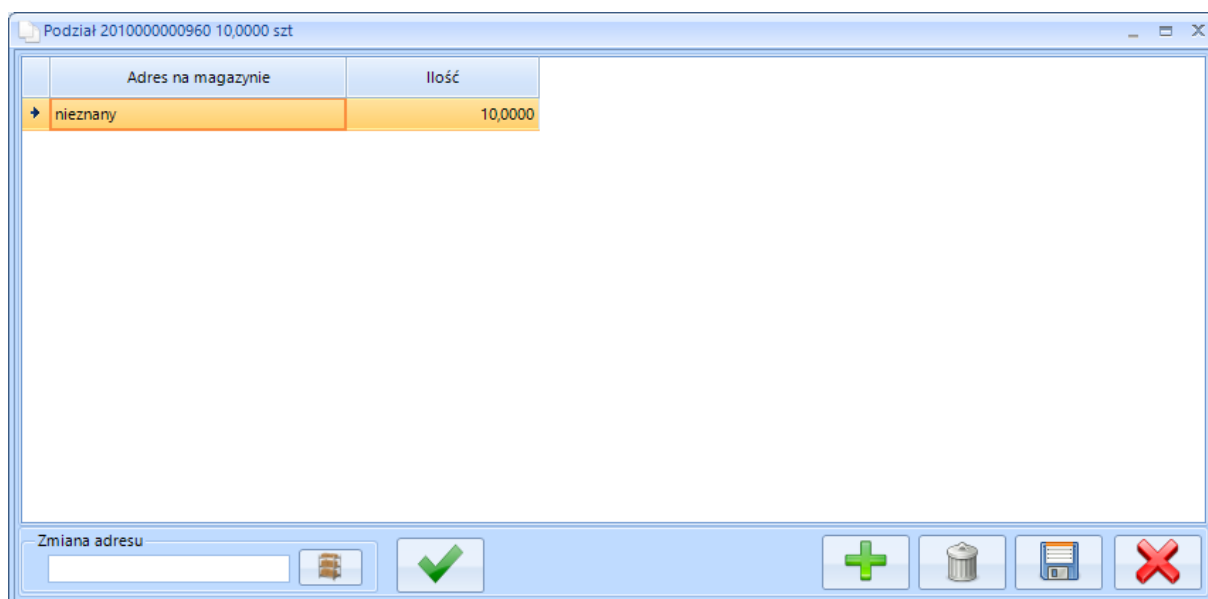 Podział 2010000000960 10,0000 szt
Adres na magazynie Ilość
nieznany 10,0000
Zmiana adresu